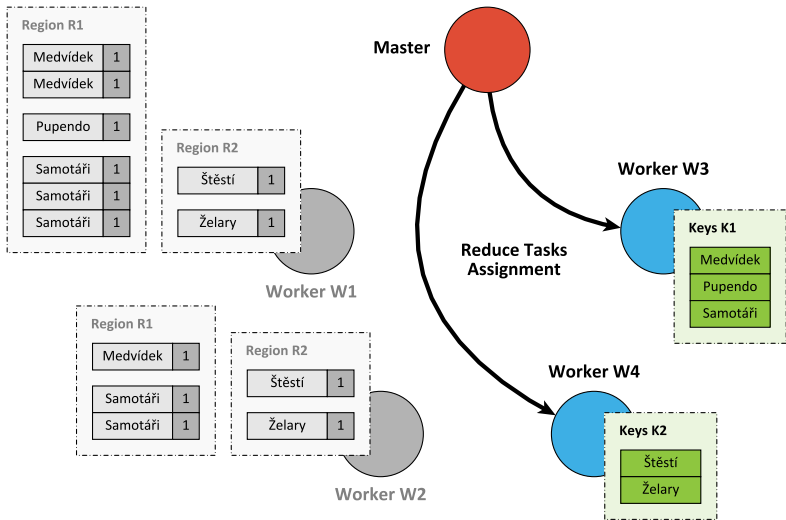 Region R1
Medvídek 1
Medvídek 1
Pupendo 1
Samotáři 1
Samotáři 1
Samotáři 1
Region R2
Štěstí 1
Želary 1
Worker W1
Region R1
Medvídek 1
Samotáři 1
Samotáři 1
Region R2
Štěstí 1
Želary 1
Worker W2
Master
Reduce Tasks
Assignment
Worker W3
Keys K1
Medvídek
Pupendo
Samotáři
Worker W4
Keys K2
Štěstí
Želary